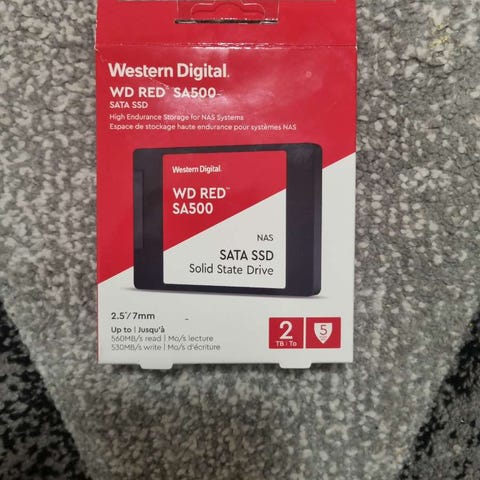 Western Digital.
WD RED™ SA500
SATA SSD
High Endurance Storage for NAS Systems
Espace de stockage haute endurance pour systèmes NAS
Western Digital.
WD RED™
SA500
NAS
SATA SSD
Solid State Drive
2.5"/7mm
Up to | Jusqu'à
560MB/s read | Mo/s lecture
530MB/s write | Mo/s d'écriture
2
TB · To
5